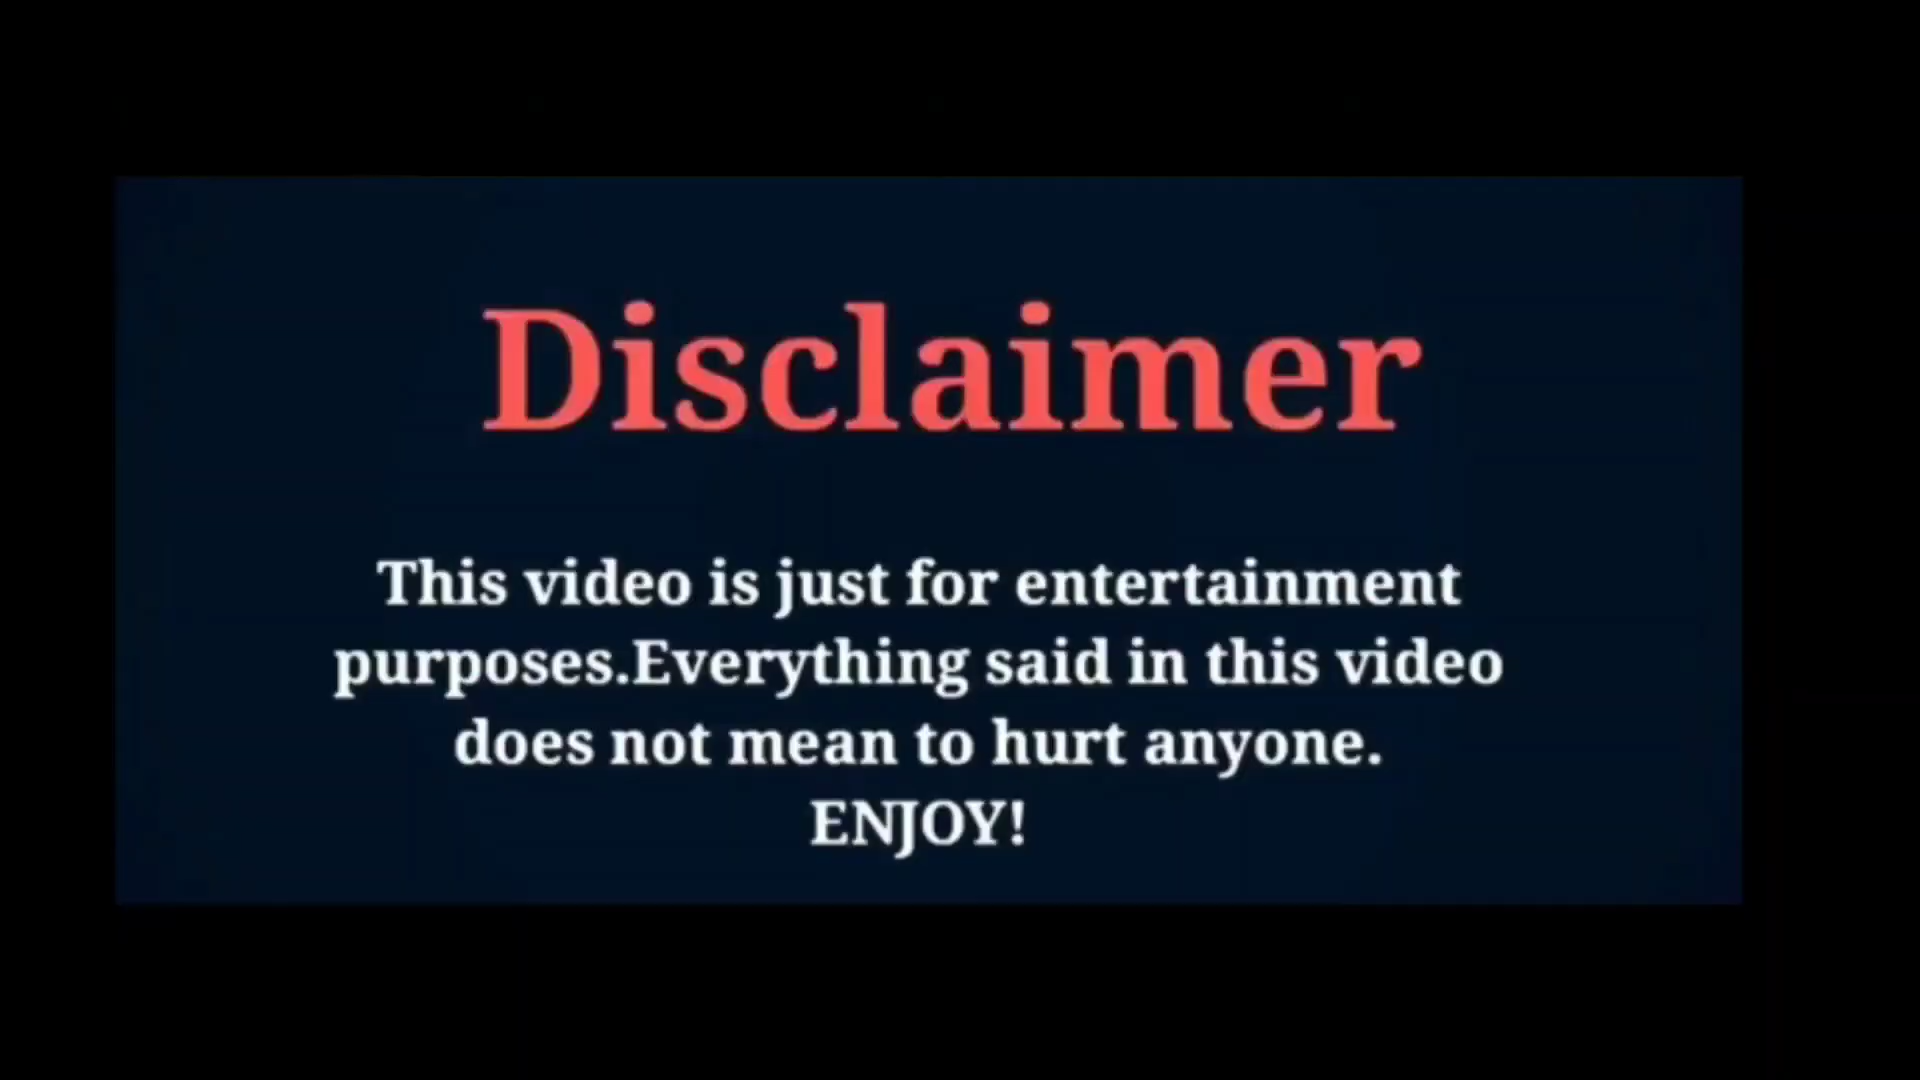 Disclaimer
This video is just for entertainment
purposes.Everything said in this video
does not mean to hurt anyone.
ENJOY!